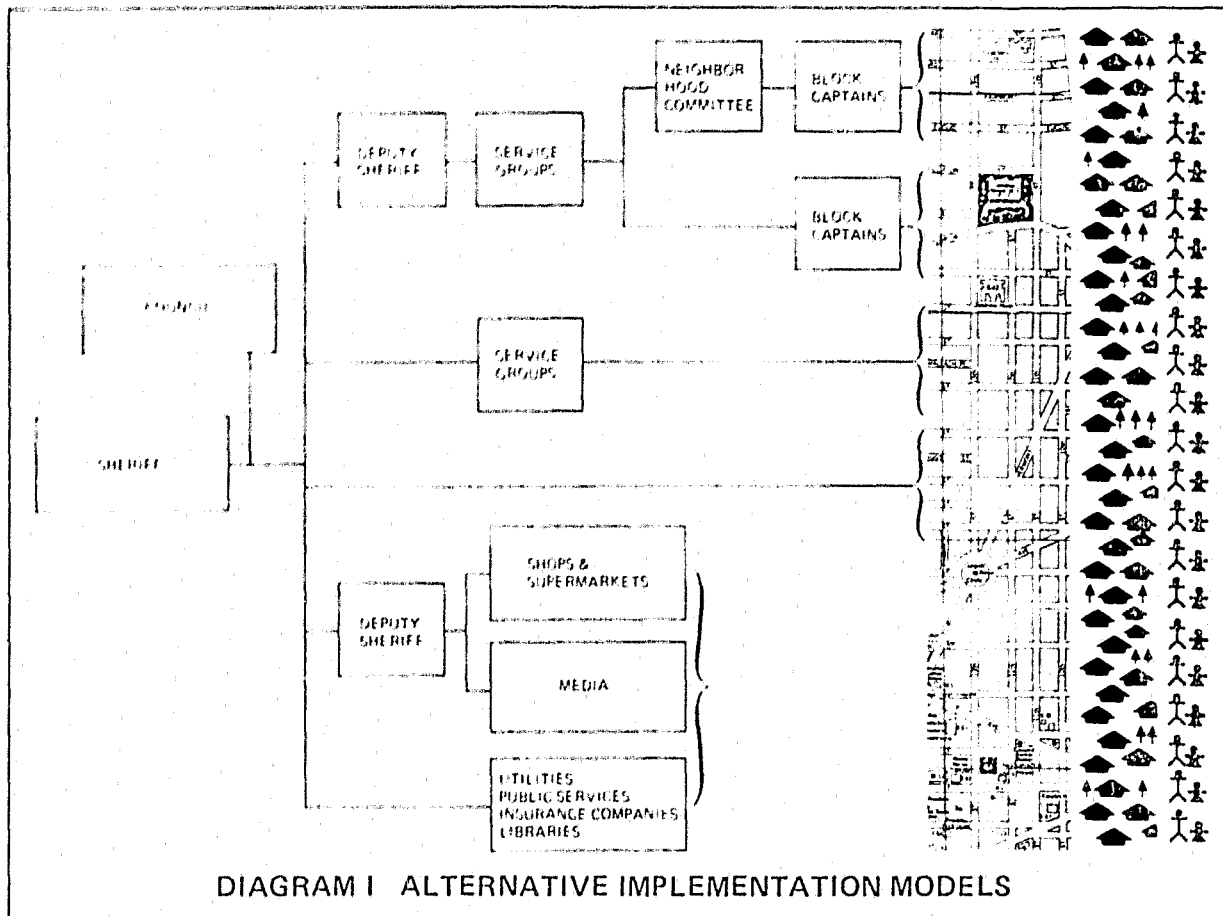 NEIGHBOR
HOOD
COMMITTEE
BLOCK
CAPTAINS
DEPUTY
SHERIFF
SERVICE
GROUPS
BLOCK
CAPTAINS
SERVICE
GROUPS
SHERIFF
SHOPS &
SUPERMARKETS
DEPUTY
SHERIFF
MEDIA
UTILITIES
PUBLIC SERVICES
INSURANCE COMPANIES
LIBRARIES
DIAGRAM I ALTERNATIVE IMPLEMENTATION MODELS